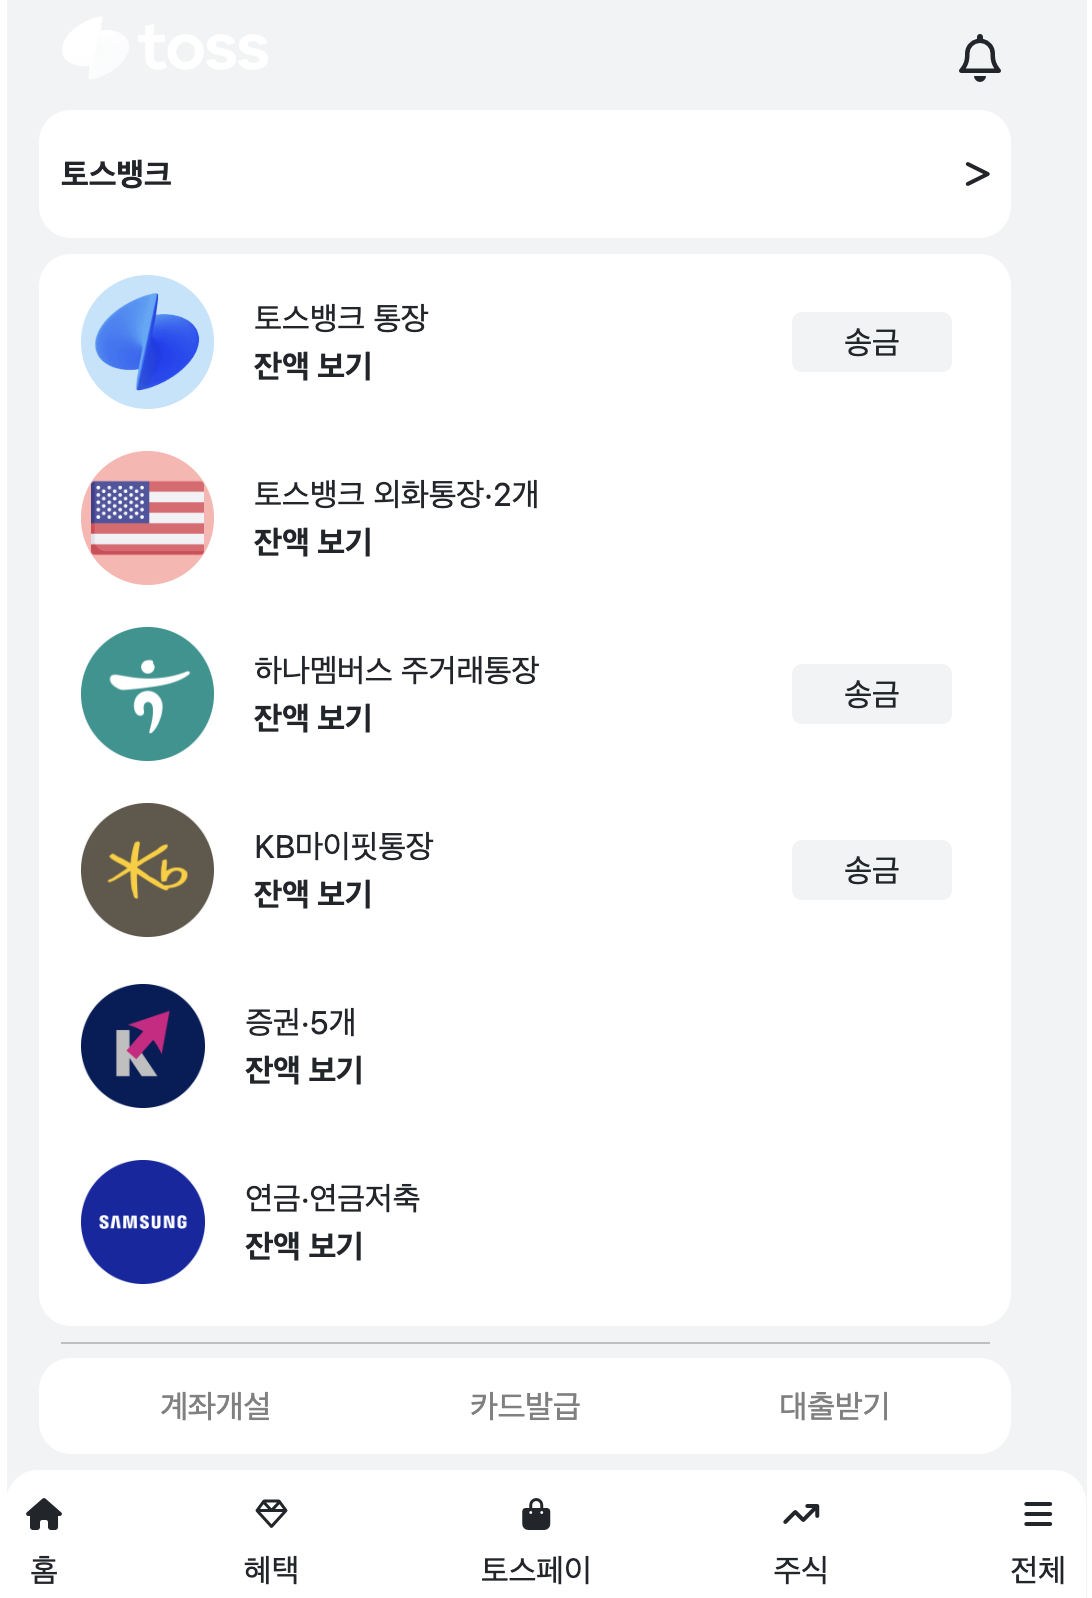 toss
토스뱅크 >
토스뱅크 통장
잔액 보기
송금
토스뱅크 외화통장·2개
잔액 보기
하나멤버스 주거래통장
잔액 보기
송금
Kb
KB마이핏통장
잔액 보기
송금
K
증권·5개
잔액 보기
SAMSUNG
연금·연금저축
잔액 보기
계좌개설 카드발급 대출받기
홈 혜택 토스페이 주식 전체